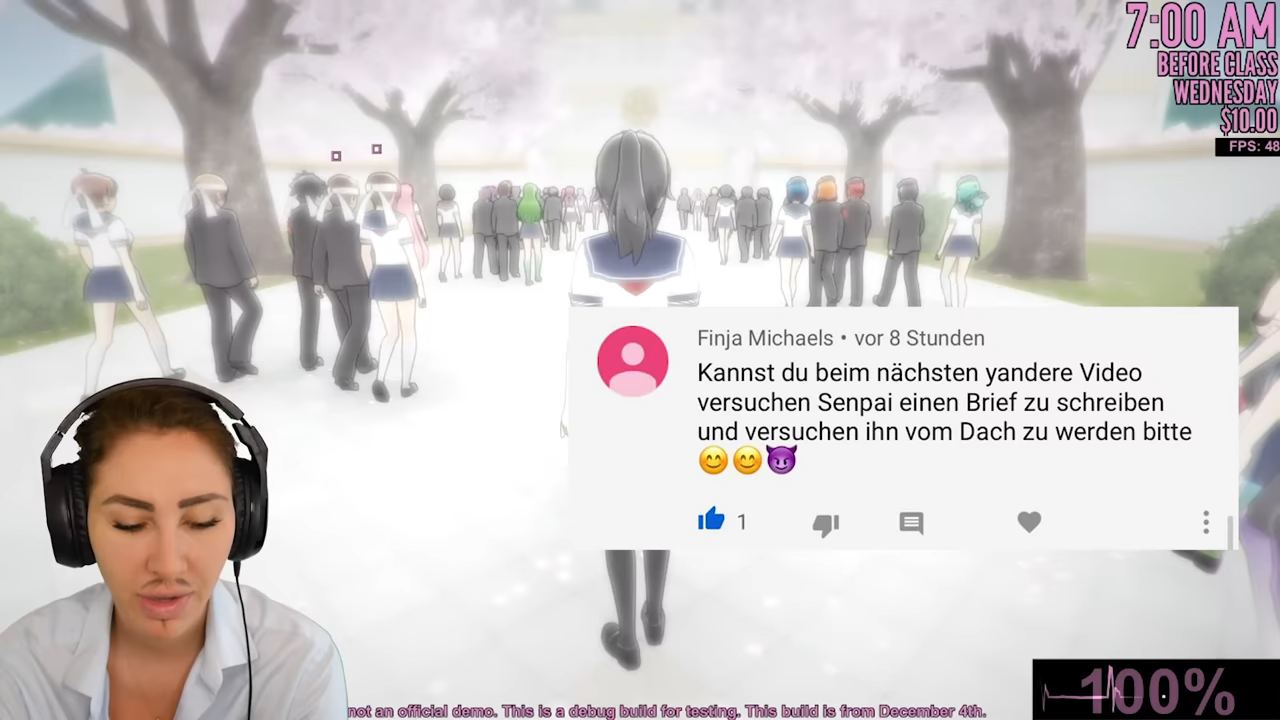 7:00 AM
BEFORE CLASS
WEDNESDAY
$10.00
FPS: 48
Finja Michaels • vor 8 Stunden
Kannst du beim nächsten yandere Video
versuchen Senpai einen Brief zu schreiben
und versuchen ihn vom Dach zu werden bitte
😊😊😈
1
100%
not an official demo. This is a debug build for testing. This build is from December 4th.